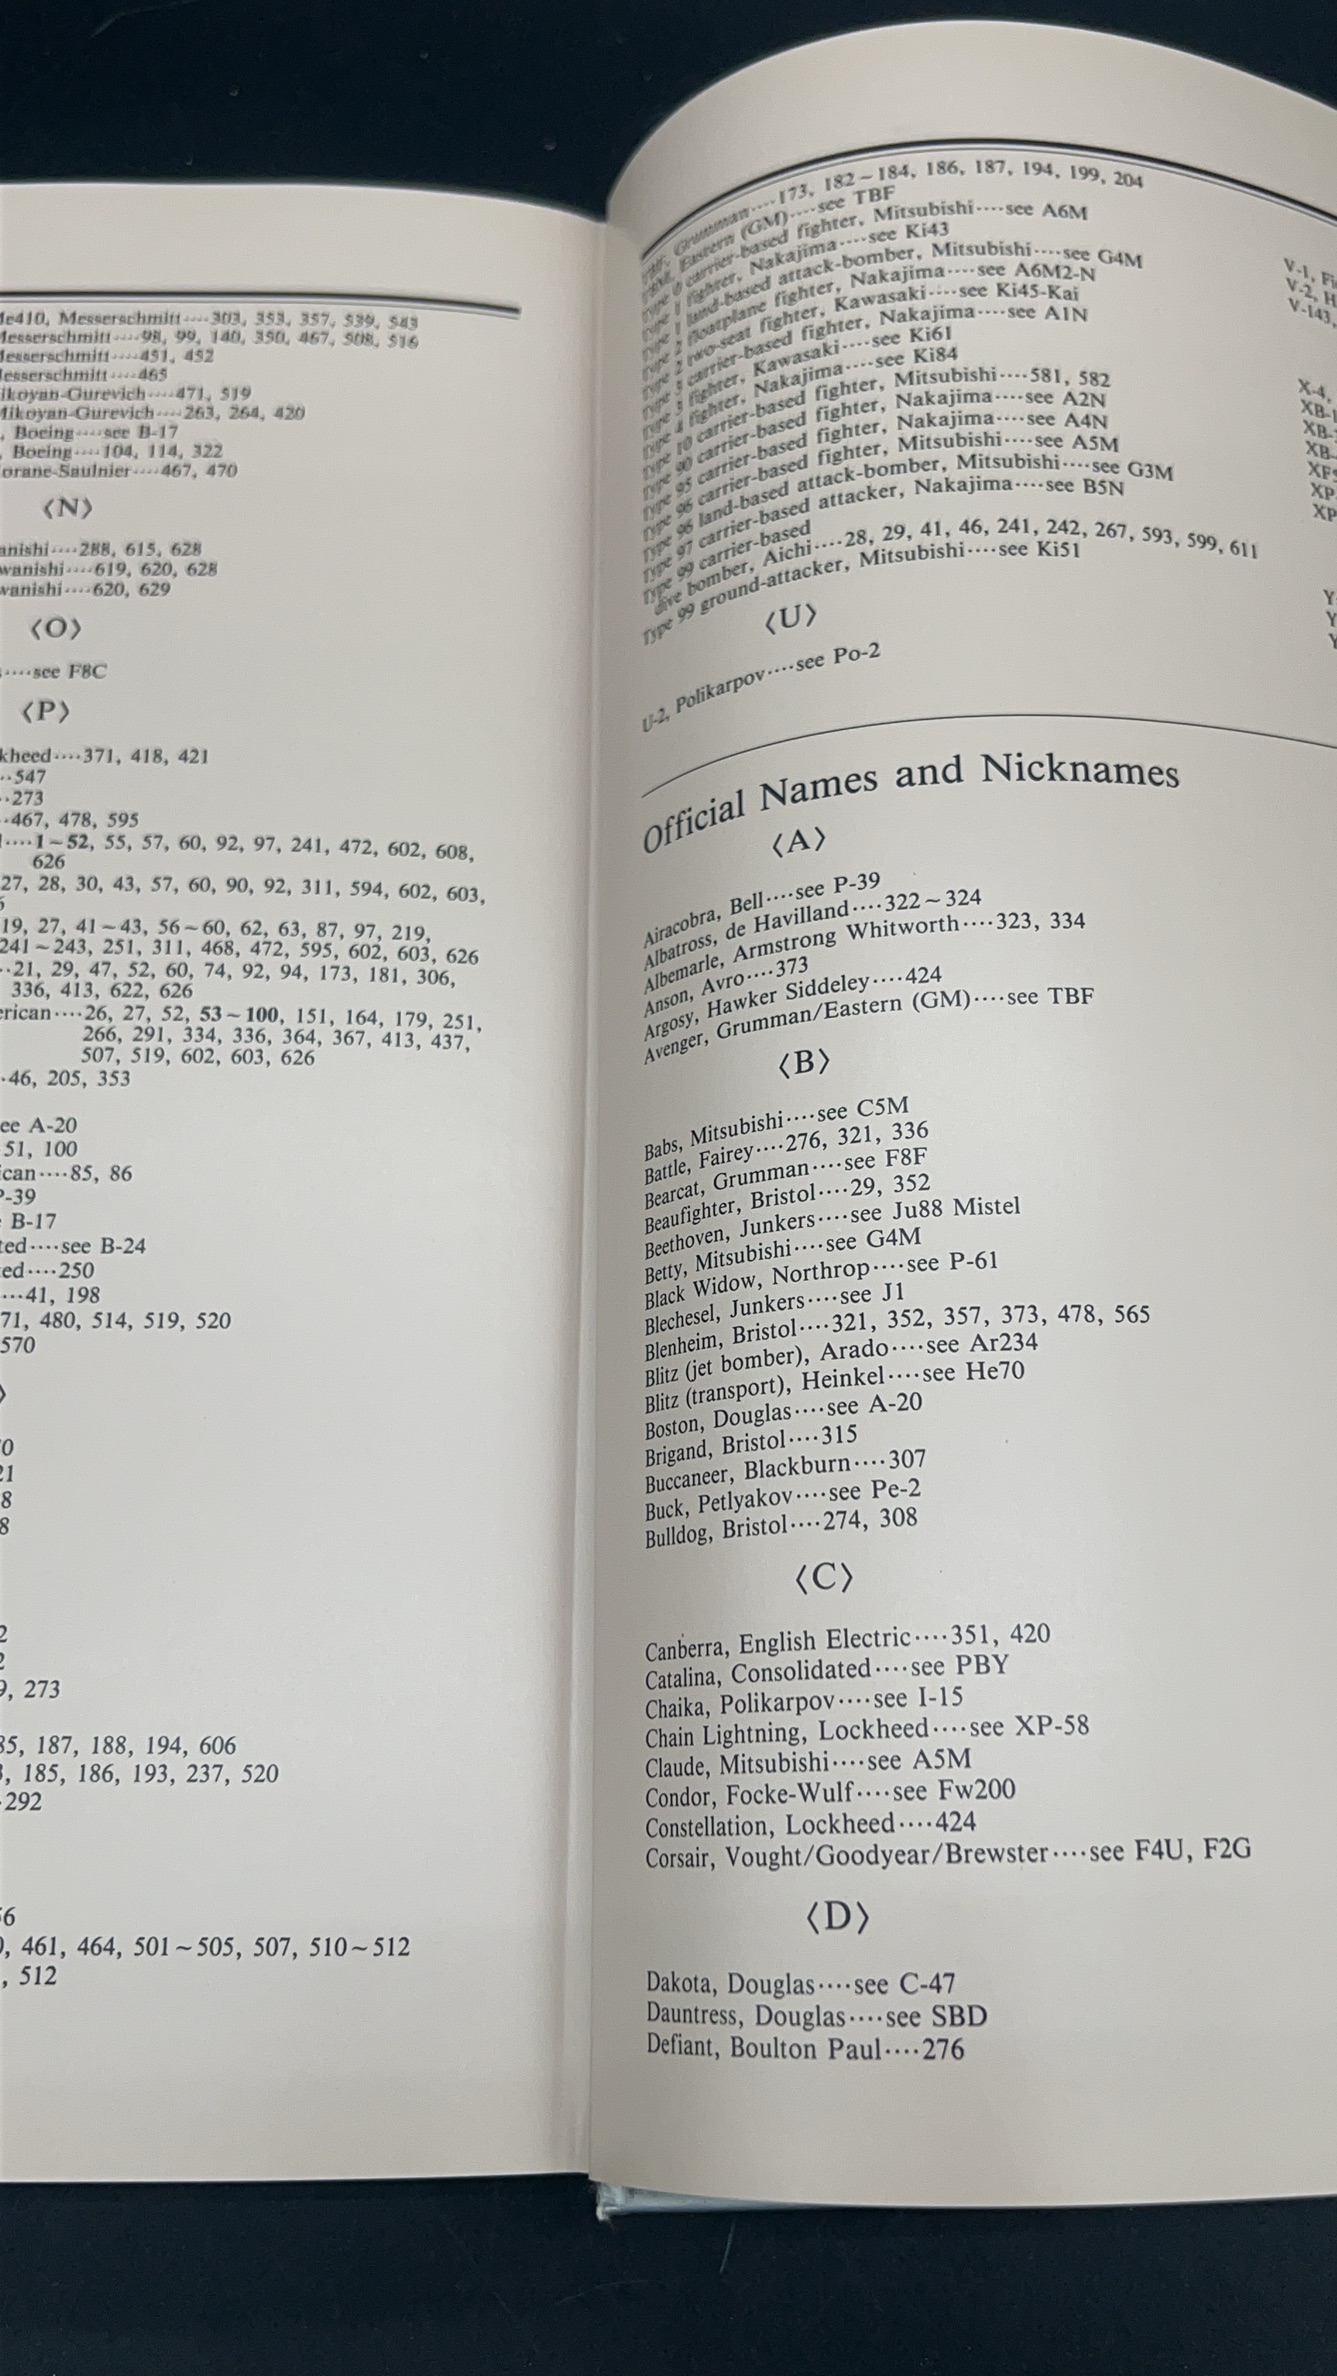 Me410, Messerschmitt····303, 353, 357, 539, 543
Messerschmitt····98, 99, 140, 350, 467, 508, 516
Messerschmitt····451, 452
Messerschmitt····465
ikoyan-Gurevich····471, 519
Mikoyan-Gurevich····263, 264, 420
, Boeing····see B-17
, Boeing····104, 114, 322
orane-Saulnier····467, 470
⟨N⟩
anishi····288, 615, 628
wanishi····619, 620, 628
wanishi····620, 629
⟨O⟩
····see F8C
⟨P⟩
kheed····371, 418, 421
··547
··273
··467, 478, 595
····1~52, 55, 57, 60, 92, 97, 241, 472, 602, 608,
626
27, 28, 30, 43, 57, 60, 90, 92, 311, 594, 602, 603,
19, 27, 41~43, 56~60, 62, 63, 87, 97, 219,
241~243, 251, 311, 468, 472, 595, 602, 603, 626
··21, 29, 47, 52, 60, 74, 92, 94, 173, 181, 306,
336, 413, 622, 626
erican····26, 27, 52, 53~100, 151, 164, 179, 251,
266, 291, 334, 336, 364, 367, 413, 437,
507, 519, 602, 603, 626
·46, 205, 353
ee A-20
51, 100
ican····85, 86
P-39
B-17
ted····see B-24
ed····250
····41, 198
71, 480, 514, 519, 520
570
⟩
0
21
8
8
2
2
9, 273
85, 187, 188, 194, 606
, 185, 186, 193, 237, 520
·292
56
, 461, 464, 501~505, 507, 510~512
, 512
Grumman····173, 182~184, 186, 187, 194, 199, 204
TBM, Eastern (GM)····see TBF
Type 0 carrier-based fighter, Mitsubishi····see A6M
Type 1 fighter, Nakajima····see Ki43
Type 1 land-based attack-bomber, Mitsubishi····see G4M
Type 2 floatplane fighter, Nakajima····see A6M2-N
Type 2 two-seat fighter, Kawasaki····see Ki45-Kai
Type 3 carrier-based fighter, Nakajima····see A1N
Type 3 fighter, Kawasaki····see Ki61
Type 4 fighter, Nakajima····see Ki84
Type 10 carrier-based fighter, Mitsubishi····581, 582
Type 90 carrier-based fighter, Nakajima····see A2N
Type 95 carrier-based fighter, Nakajima····see A4N
Type 96 carrier-based fighter, Mitsubishi····see A5M
Type 96 land-based attack-bomber, Mitsubishi····see G3M
Type 97 carrier-based attacker, Nakajima····see B5N
Type 99 carrier-based
dive bomber, Aichi····28, 29, 41, 46, 241, 242, 267, 593, 599, 611
Type 99 ground-attacker, Mitsubishi····see Ki51
⟨U⟩
U-2, Polikarpov····see Po-2
Official Names and Nicknames
⟨A⟩
Airacobra, Bell····see P-39
Albatross, de Havilland····322~324
Albemarle, Armstrong Whitworth····323, 334
Anson, Avro····373
Argosy, Hawker Siddeley····424
Avenger, Grumman/Eastern (GM)····see TBF
⟨B⟩
Babs, Mitsubishi····see C5M
Battle, Fairey····276, 321, 336
Bearcat, Grumman····see F8F
Beaufighter, Bristol····29, 352
Beethoven, Junkers····see Ju88 Mistel
Betty, Mitsubishi····see G4M
Black Widow, Northrop····see P-61
Blechesel, Junkers····see J1
Blenheim, Bristol····321, 352, 357, 373, 478, 565
Blitz (jet bomber), Arado····see Ar234
Blitz (transport), Heinkel····see He70
Boston, Douglas····see A-20
Brigand, Bristol····315
Buccaneer, Blackburn····307
Buck, Petlyakov····see Pe-2
Bulldog, Bristol····274, 308
⟨C⟩
Canberra, English Electric····351, 420
Catalina, Consolidated····see PBY
Chaika, Polikarpov····see I-15
Chain Lightning, Lockheed····see XP-58
Claude, Mitsubishi····see A5M
Condor, Focke-Wulf····see Fw200
Constellation, Lockheed····424
Corsair, Vought/Goodyear/Brewster····see F4U, F2G
⟨D⟩
Dakota, Douglas····see C-47
Dauntress, Douglas····see SBD
Defiant, Boulton Paul····276
V-1, Fi
V-2, H
V-143,
X-4,
XB-1
XB-
XB-
XF
XP
XP
Y
Y
Y